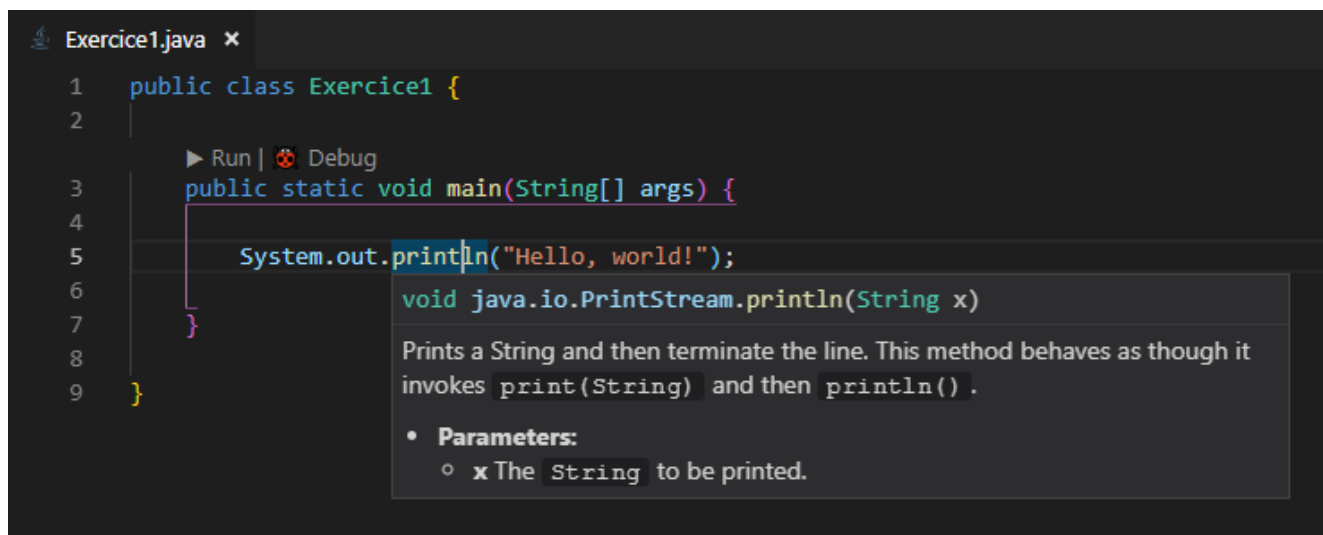 Exercice1.java ×
1 public class Exercice1 {
2
▶ Run | 🐞 Debug
3 public static void main(String[] args) {
4
5 System.out.println("Hello, world!");
6
7 }
8
9 }
void java.io.PrintStream.println(String x)
Prints a String and then terminate the line. This method behaves as though it
invokes print(String) and then println() .
• Parameters:
○ x The String to be printed.